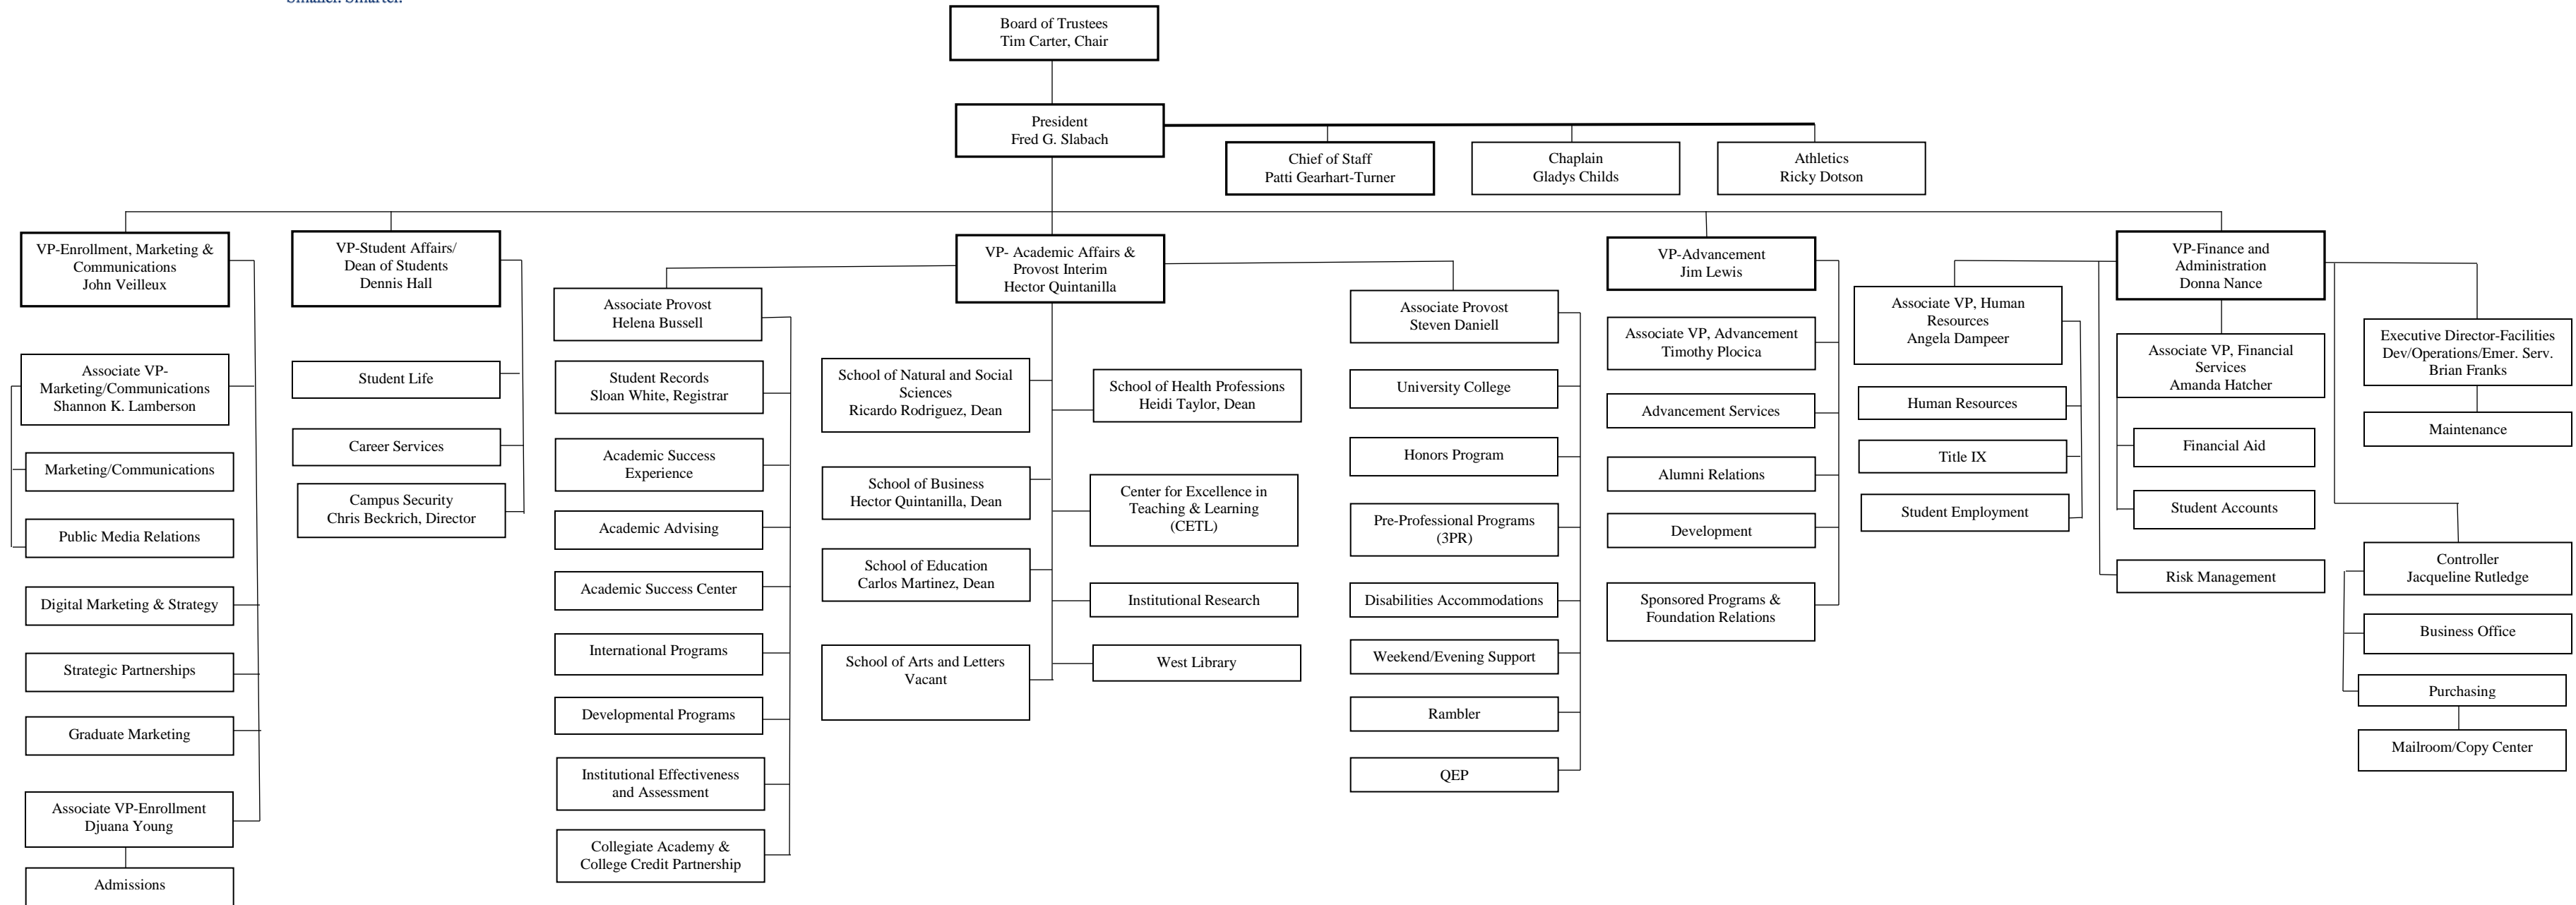 Smaller. Smarter.
Board of Trustees
Tim Carter, Chair
President
Fred G. Slabach
Chief of Staff
Patti Gearhart-Turner
Chaplain
Gladys Childs
Athletics
Ricky Dotson
VP-Enrollment, Marketing &
Communications
John Veilleux
Associate VP-
Marketing/Communications
Shannon K. Lamberson
Marketing/Communications
Public Media Relations
Digital Marketing & Strategy
Strategic Partnerships
Graduate Marketing
Associate VP-Enrollment
Djuana Young
Admissions
VP-Student Affairs/
Dean of Students
Dennis Hall
Student Life
Career Services
Campus Security
Chris Beckrich, Director
VP- Academic Affairs &
Provost Interim
Hector Quintanilla
Associate Provost
Helena Bussell
Student Records
Sloan White, Registrar
Academic Success
Experience
Academic Advising
Academic Success Center
International Programs
Developmental Programs
Institutional Effectiveness
and Assessment
Collegiate Academy &
College Credit Partnership
School of Natural and Social
Sciences
Ricardo Rodriguez, Dean
School of Business
Hector Quintanilla, Dean
School of Education
Carlos Martinez, Dean
School of Arts and Letters
Vacant
School of Health Professions
Heidi Taylor, Dean
Center for Excellence in
Teaching & Learning
(CETL)
Institutional Research
West Library
Associate Provost
Steven Daniell
University College
Honors Program
Pre-Professional Programs
(3PR)
Disabilities Accommodations
Weekend/Evening Support
Rambler
QEP
VP-Advancement
Jim Lewis
Associate VP, Advancement
Timothy Plocica
Advancement Services
Alumni Relations
Development
Sponsored Programs &
Foundation Relations
VP-Finance and
Administration
Donna Nance
Associate VP, Human
Resources
Angela Dampeer
Human Resources
Title IX
Student Employment
Associate VP, Financial
Services
Amanda Hatcher
Financial Aid
Student Accounts
Risk Management
Executive Director-Facilities
Dev/Operations/Emer. Serv.
Brian Franks
Maintenance
Controller
Jacqueline Rutledge
Business Office
Purchasing
Mailroom/Copy Center